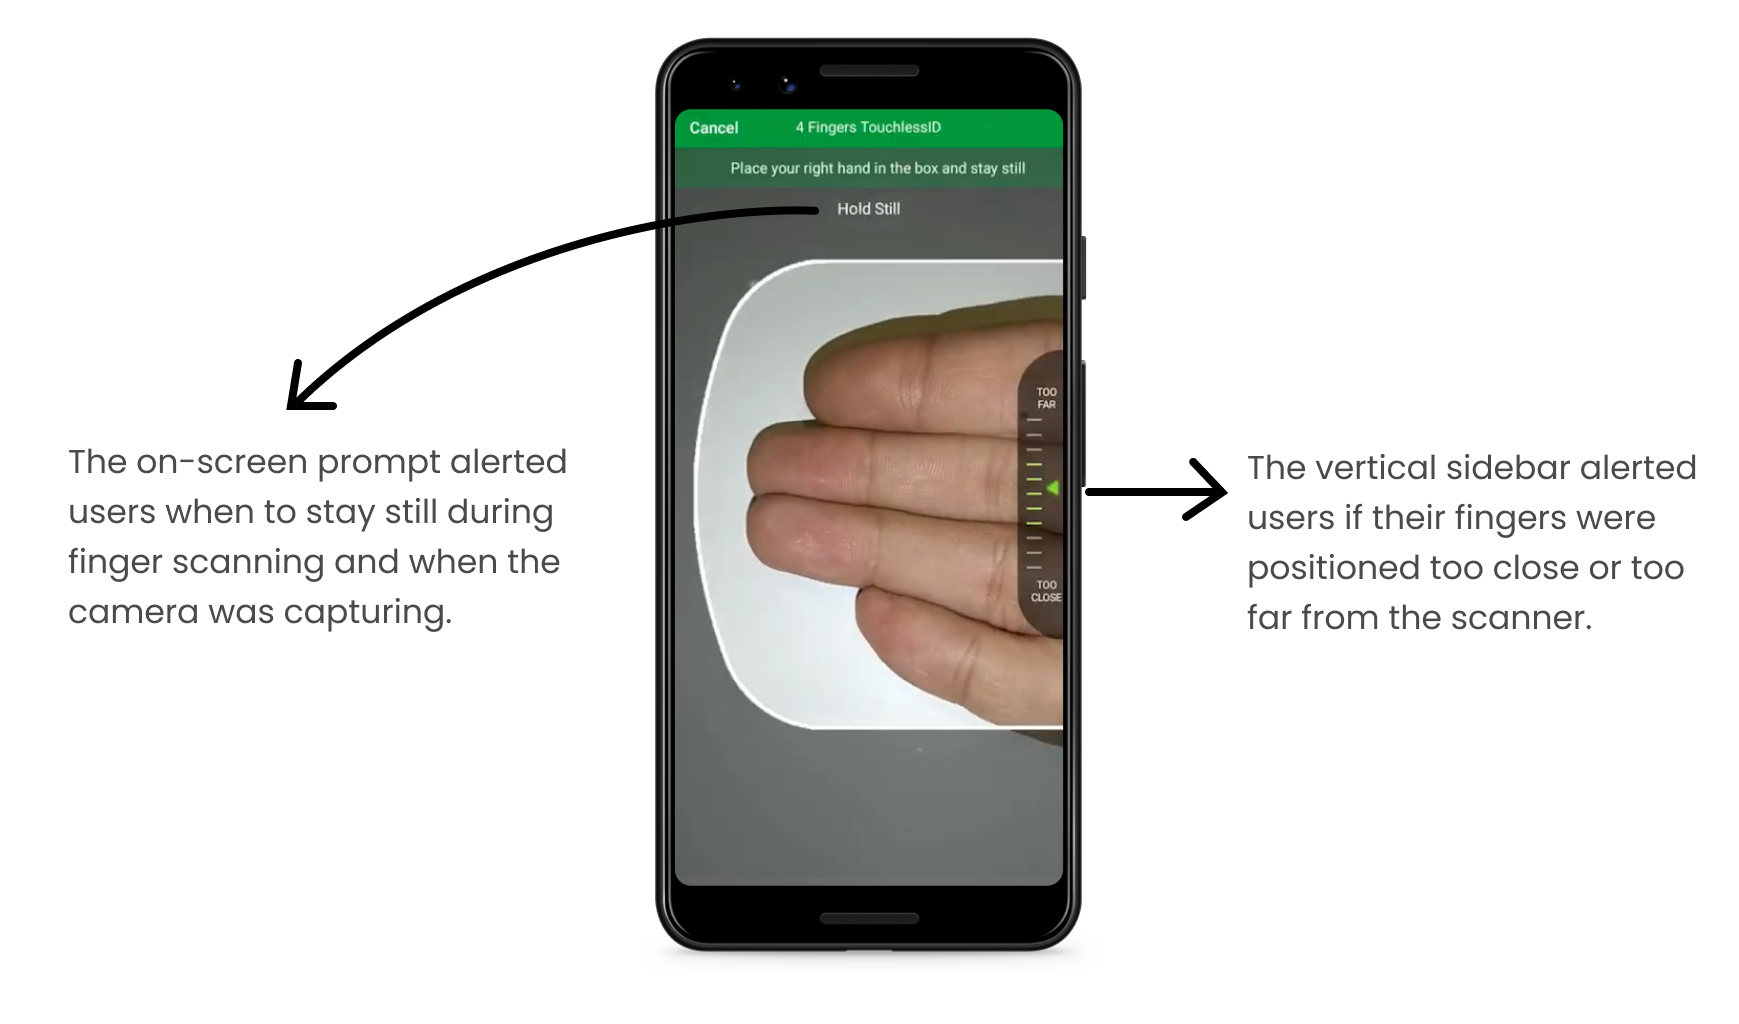 Cancel
4 Fingers TouchlessID
Place your right hand in the box and stay still
Hold Still
TOO
FAR
TOO
CLOSE
The on-screen prompt alerted
users when to stay still during
finger scanning and when the
camera was capturing.
The vertical sidebar alerted
users if their fingers were
positioned too close or too
far from the scanner.